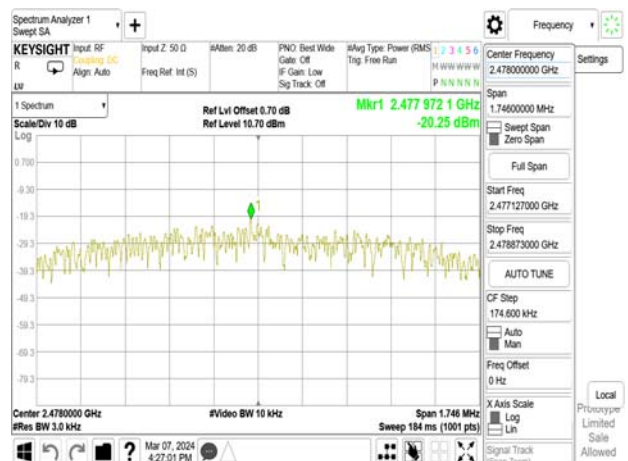 Spectrum Analyzer 1
Swept SA
Frequency
KEYSIGHT
Input: RF
Coupling: DC
Align: Auto
Input Z: 50 Ω
Freq Ref: Int (S)
#Atten: 20 dB
PNO: Best Wide
Gate: Off
IF Gain: Low
Sig Track: Off
#Avg Type: Power (RMS
Trig: Free Run
1 2 3 4 5 6
M W W W W W
P N N N N N
R
1 Spectrum
Scale/Div 10 dB
Log
Ref Lvl Offset 0.70 dB
Ref Level 10.70 dBm
Mkr1 2.477 972 1 GHz
-20.25 dBm
1
0.700
-9.30
-19.3
-29.3
-39.3
-49.3
-59.3
-69.3
-79.3
Center 2.4780000 GHz
#Res BW 3.0 kHz
#Video BW 10 kHz
Span 1.746 MHz
Sweep 184 ms (1001 pts)
Mar 07, 2024
4:27:01 PM
Center Frequency
2.478000000 GHz
Settings
Span
1.74600000 MHz
Swept Span
Zero Span
Full Span
Start Freq
2.477127000 GHz
Stop Freq
2.478873000 GHz
AUTO TUNE
CF Step
174.600 kHz
Auto
Man
Freq Offset
0 Hz
X Axis Scale
Log
Lin
Local
Prototype
Limited
Sale
Allowed
Signal Track